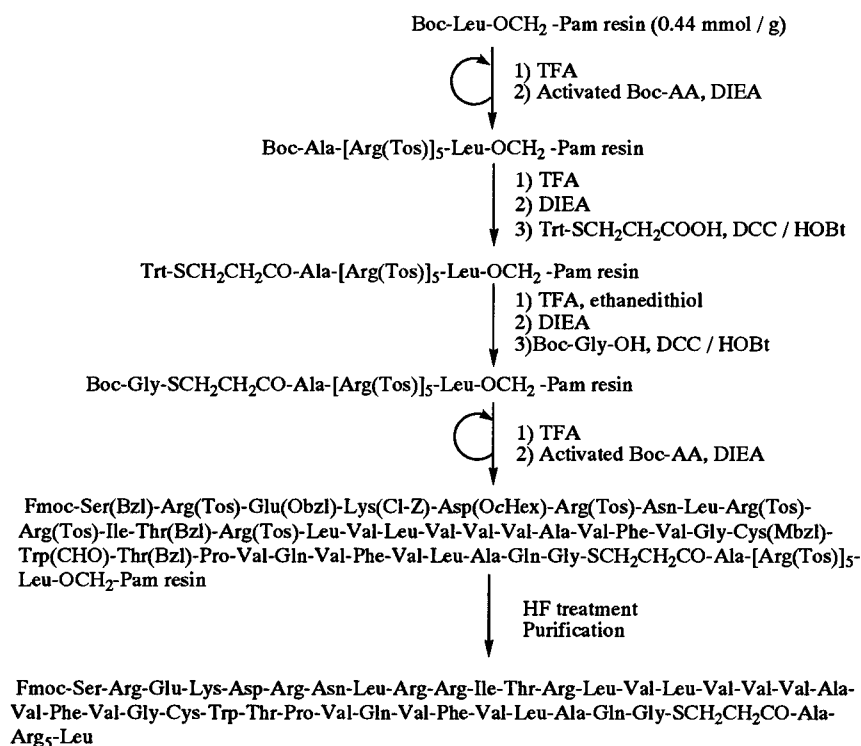 Boc-Leu-OCH2 -Pam resin (0.44 mmol / g)
1) TFA
2) Activated Boc-AA, DIEA
Boc-Ala-[Arg(Tos)]5-Leu-OCH2 -Pam resin
1) TFA
2) DIEA
3) Trt-SCH2CH2COOH, DCC / HOBt
Trt-SCH2CH2CO-Ala-[Arg(Tos)]5-Leu-OCH2 -Pam resin
1) TFA, ethanedithiol
2) DIEA
3)Boc-Gly-OH, DCC / HOBt
Boc-Gly-SCH2CH2CO-Ala-[Arg(Tos)]5-Leu-OCH2 -Pam resin
1) TFA
2) Activated Boc-AA, DIEA
Fmoc-Ser(Bzl)-Arg(Tos)-Glu(Obzl)-Lys(Cl-Z)-Asp(OcHex)-Arg(Tos)-Asn-Leu-Arg(Tos)-
Arg(Tos)-Ile-Thr(Bzl)-Arg(Tos)-Leu-Val-Leu-Val-Val-Val-Ala-Val-Phe-Val-Gly-Cys(Mbzl)-
Trp(CHO)-Thr(Bzl)-Pro-Val-Gln-Val-Phe-Val-Leu-Ala-Gln-Gly-SCH2CH2CO-Ala-[Arg(Tos)]5-
Leu-OCH2-Pam resin
HF treatment
Purification
Fmoc-Ser-Arg-Glu-Lys-Asp-Arg-Asn-Leu-Arg-Arg-Ile-Thr-Arg-Leu-Val-Leu-Val-Val-Val-Ala-
Val-Phe-Val-Gly-Cys-Trp-Thr-Pro-Val-Gln-Val-Phe-Val-Leu-Ala-Gln-Gly-SCH2CH2CO-Ala-
Arg5-Leu